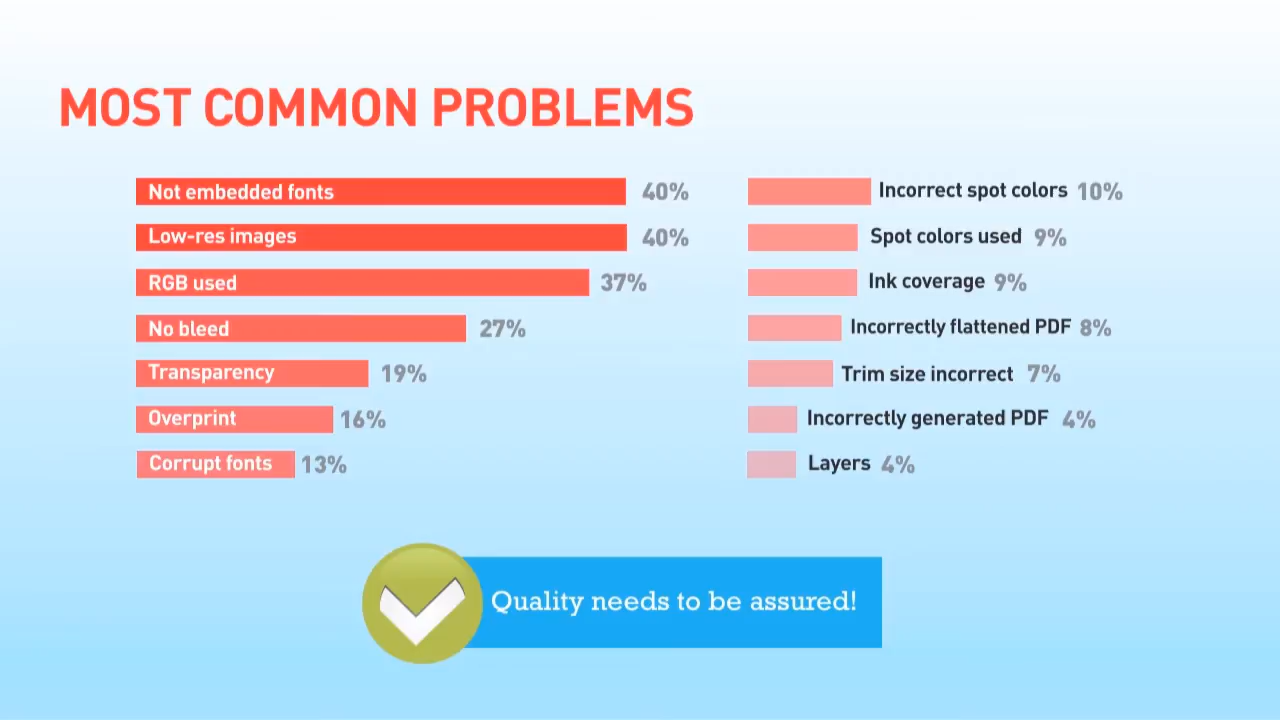 MOST COMMON PROBLEMS
Not embedded fonts 40%
Low-res images 40%
RGB used 37%
No bleed 27%
Transparency 19%
Overprint 16%
Corrupt fonts 13%
Incorrect spot colors 10%
Spot colors used 9%
Ink coverage 9%
Incorrectly flattened PDF 8%
Trim size incorrect 7%
Incorrectly generated PDF 4%
Layers 4%
Quality needs to be assured!